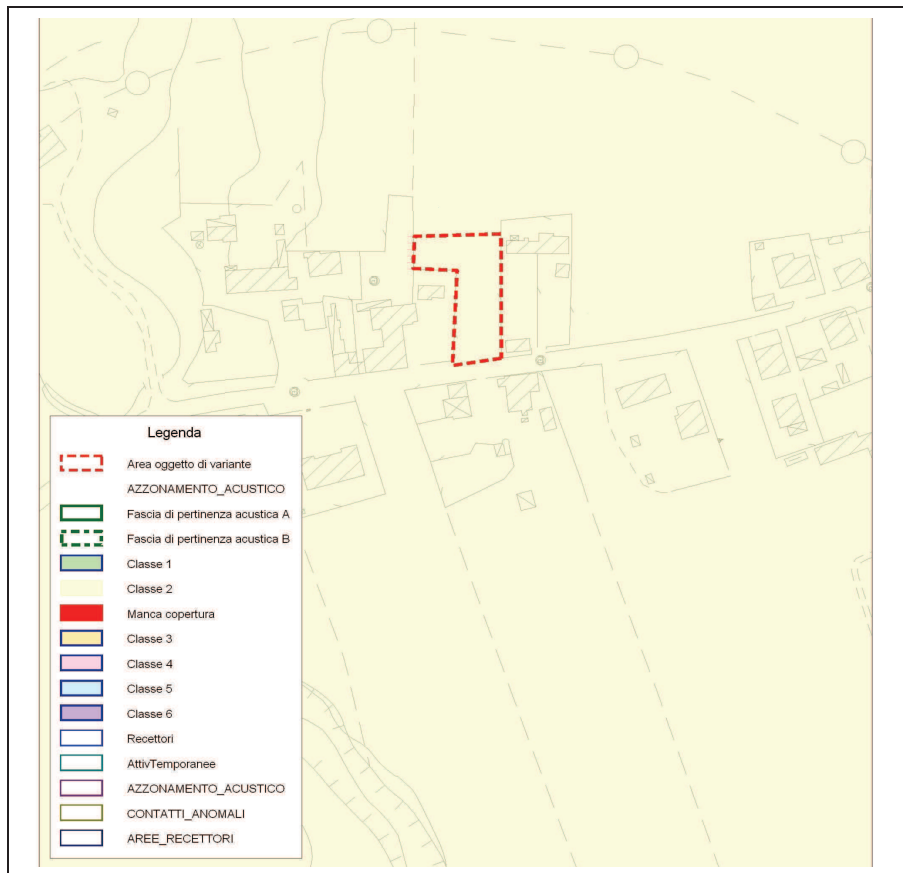 Legenda
Area oggetto di variante
AZZONAMENTO_ACUSTICO
Fascia di pertinenza acustica A
Fascia di pertinenza acustica B
Classe 1
Classe 2
Manca copertura
Classe 3
Classe 4
Classe 5
Classe 6
Recettori
AttivTemporanee
AZZONAMENTO_ACUSTICO
CONTATTI_ANOMALI
AREE_RECETTORI